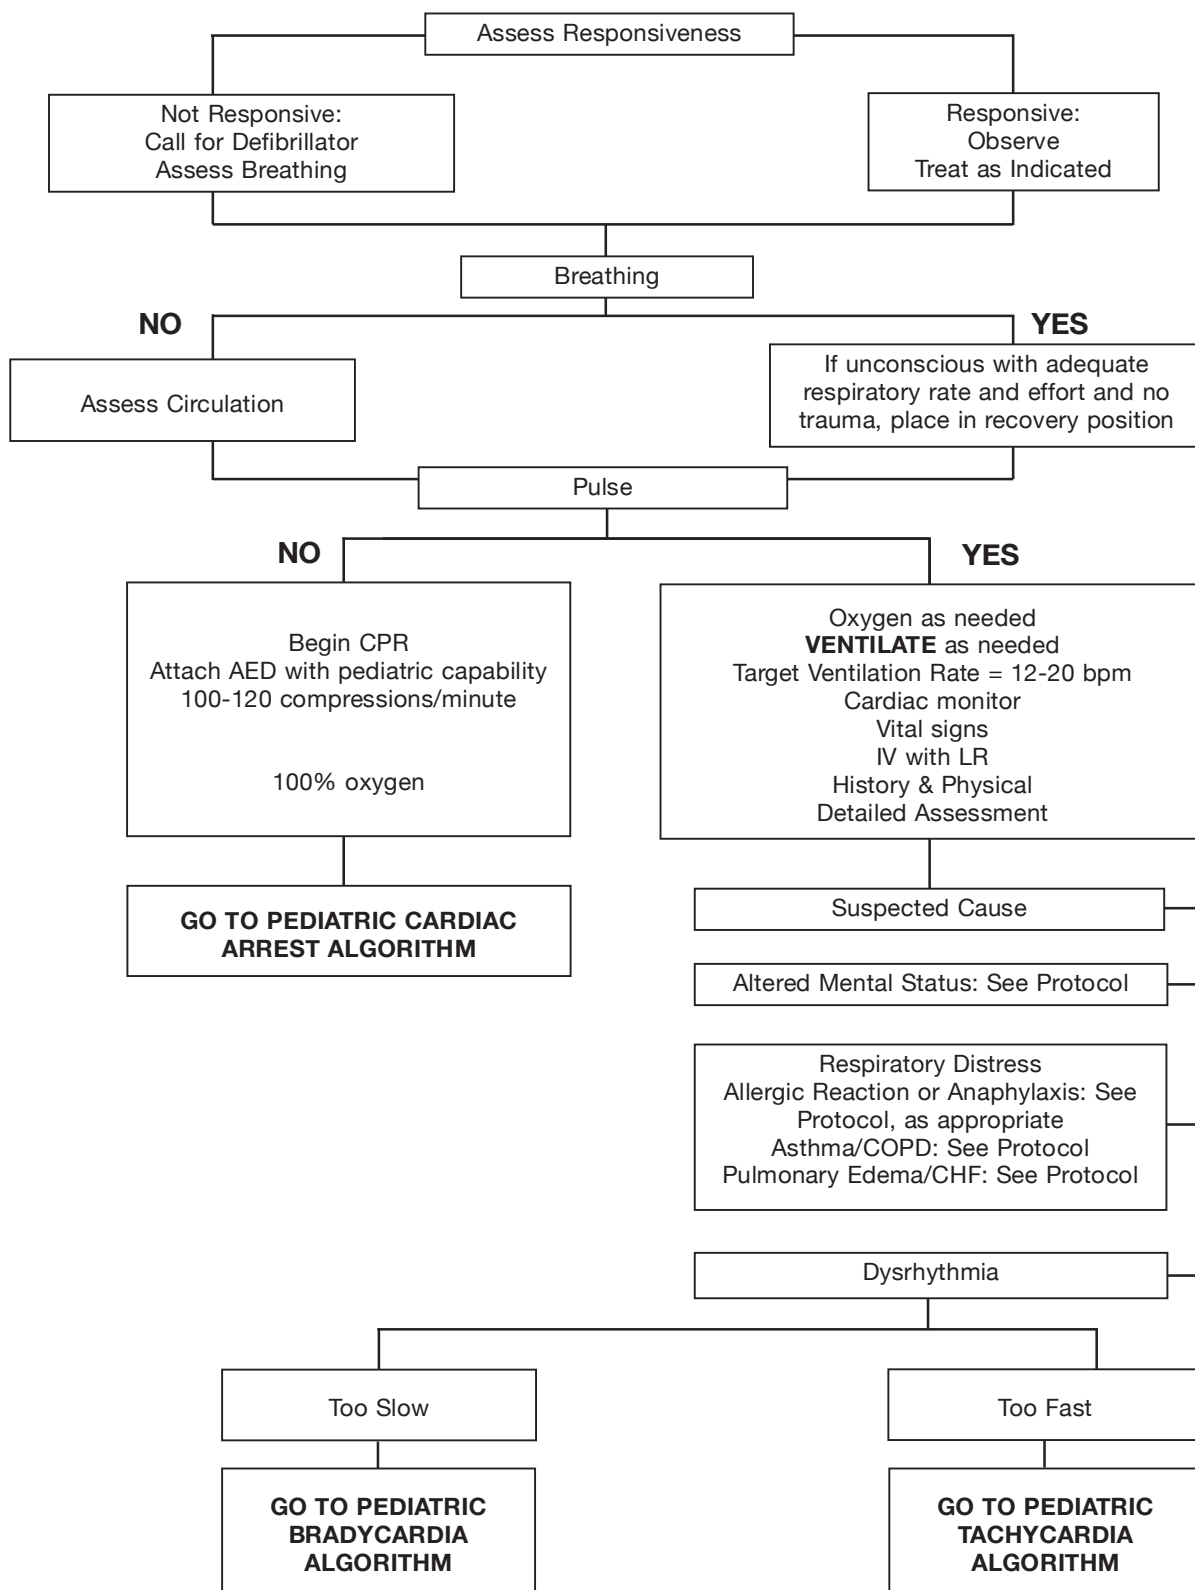 Assess Responsiveness
Not Responsive:
Call for Defibrillator
Assess Breathing
Responsive:
Observe
Treat as Indicated
Breathing
NO
YES
Assess Circulation
If unconscious with adequate
respiratory rate and effort and no
trauma, place in recovery position
Pulse
NO
YES
Begin CPR
Attach AED with pediatric capability
100-120 compressions/minute
100% oxygen
Oxygen as needed
VENTILATE as needed
Target Ventilation Rate = 12-20 bpm
Cardiac monitor
Vital signs
IV with LR
History & Physical
Detailed Assessment
GO TO PEDIATRIC CARDIAC
ARREST ALGORITHM
Suspected Cause
Altered Mental Status: See Protocol
Respiratory Distress
Allergic Reaction or Anaphylaxis: See
Protocol, as appropriate
Asthma/COPD: See Protocol
Pulmonary Edema/CHF: See Protocol
Dysrhythmia
Too Slow
Too Fast
GO TO PEDIATRIC
BRADYCARDIA
ALGORITHM
GO TO PEDIATRIC
TACHYCARDIA
ALGORITHM